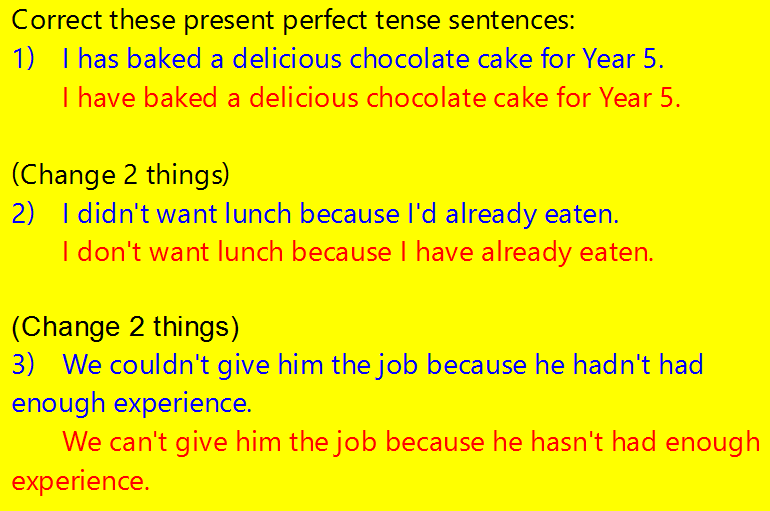 Correct these present perfect tense sentences:
1) I has baked a delicious chocolate cake for Year 5.
I have baked a delicious chocolate cake for Year 5.
(Change 2 things)
2) I didn't want lunch because I'd already eaten.
I don't want lunch because I have already eaten.
(Change 2 things)
3) We couldn't give him the job because he hadn't had
enough experience.
We can't give him the job because he hasn't had enough
experience.